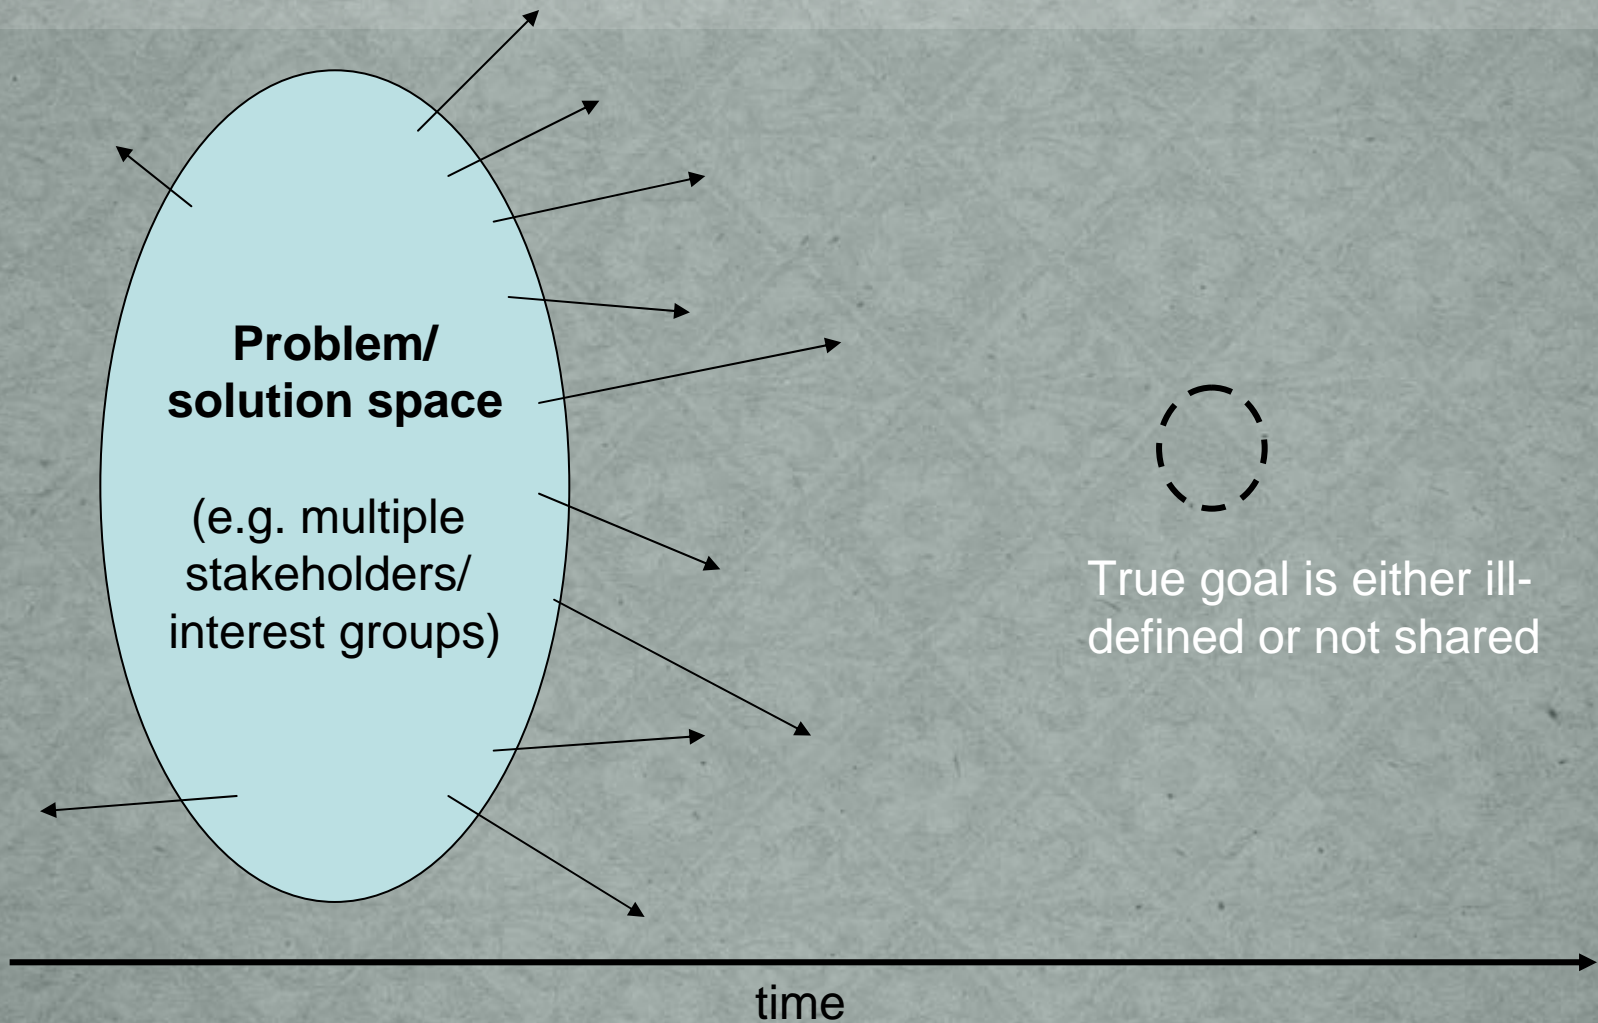 Problem/
solution space
(e.g. multiple
stakeholders/
interest groups)
True goal is either ill-
defined or not shared
time